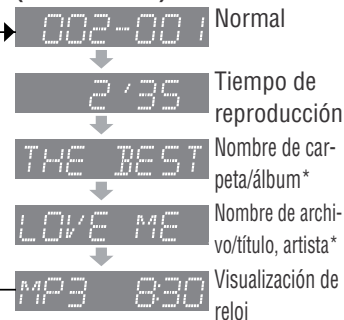 002-001 Normal
2'35 Tiempo de
reproducción
THE BEST Nombre de car-
peta/álbum*
LOVE ME Nombre de archi-
vo/título, artista*
MP3 8:30 Visualización de
reloj